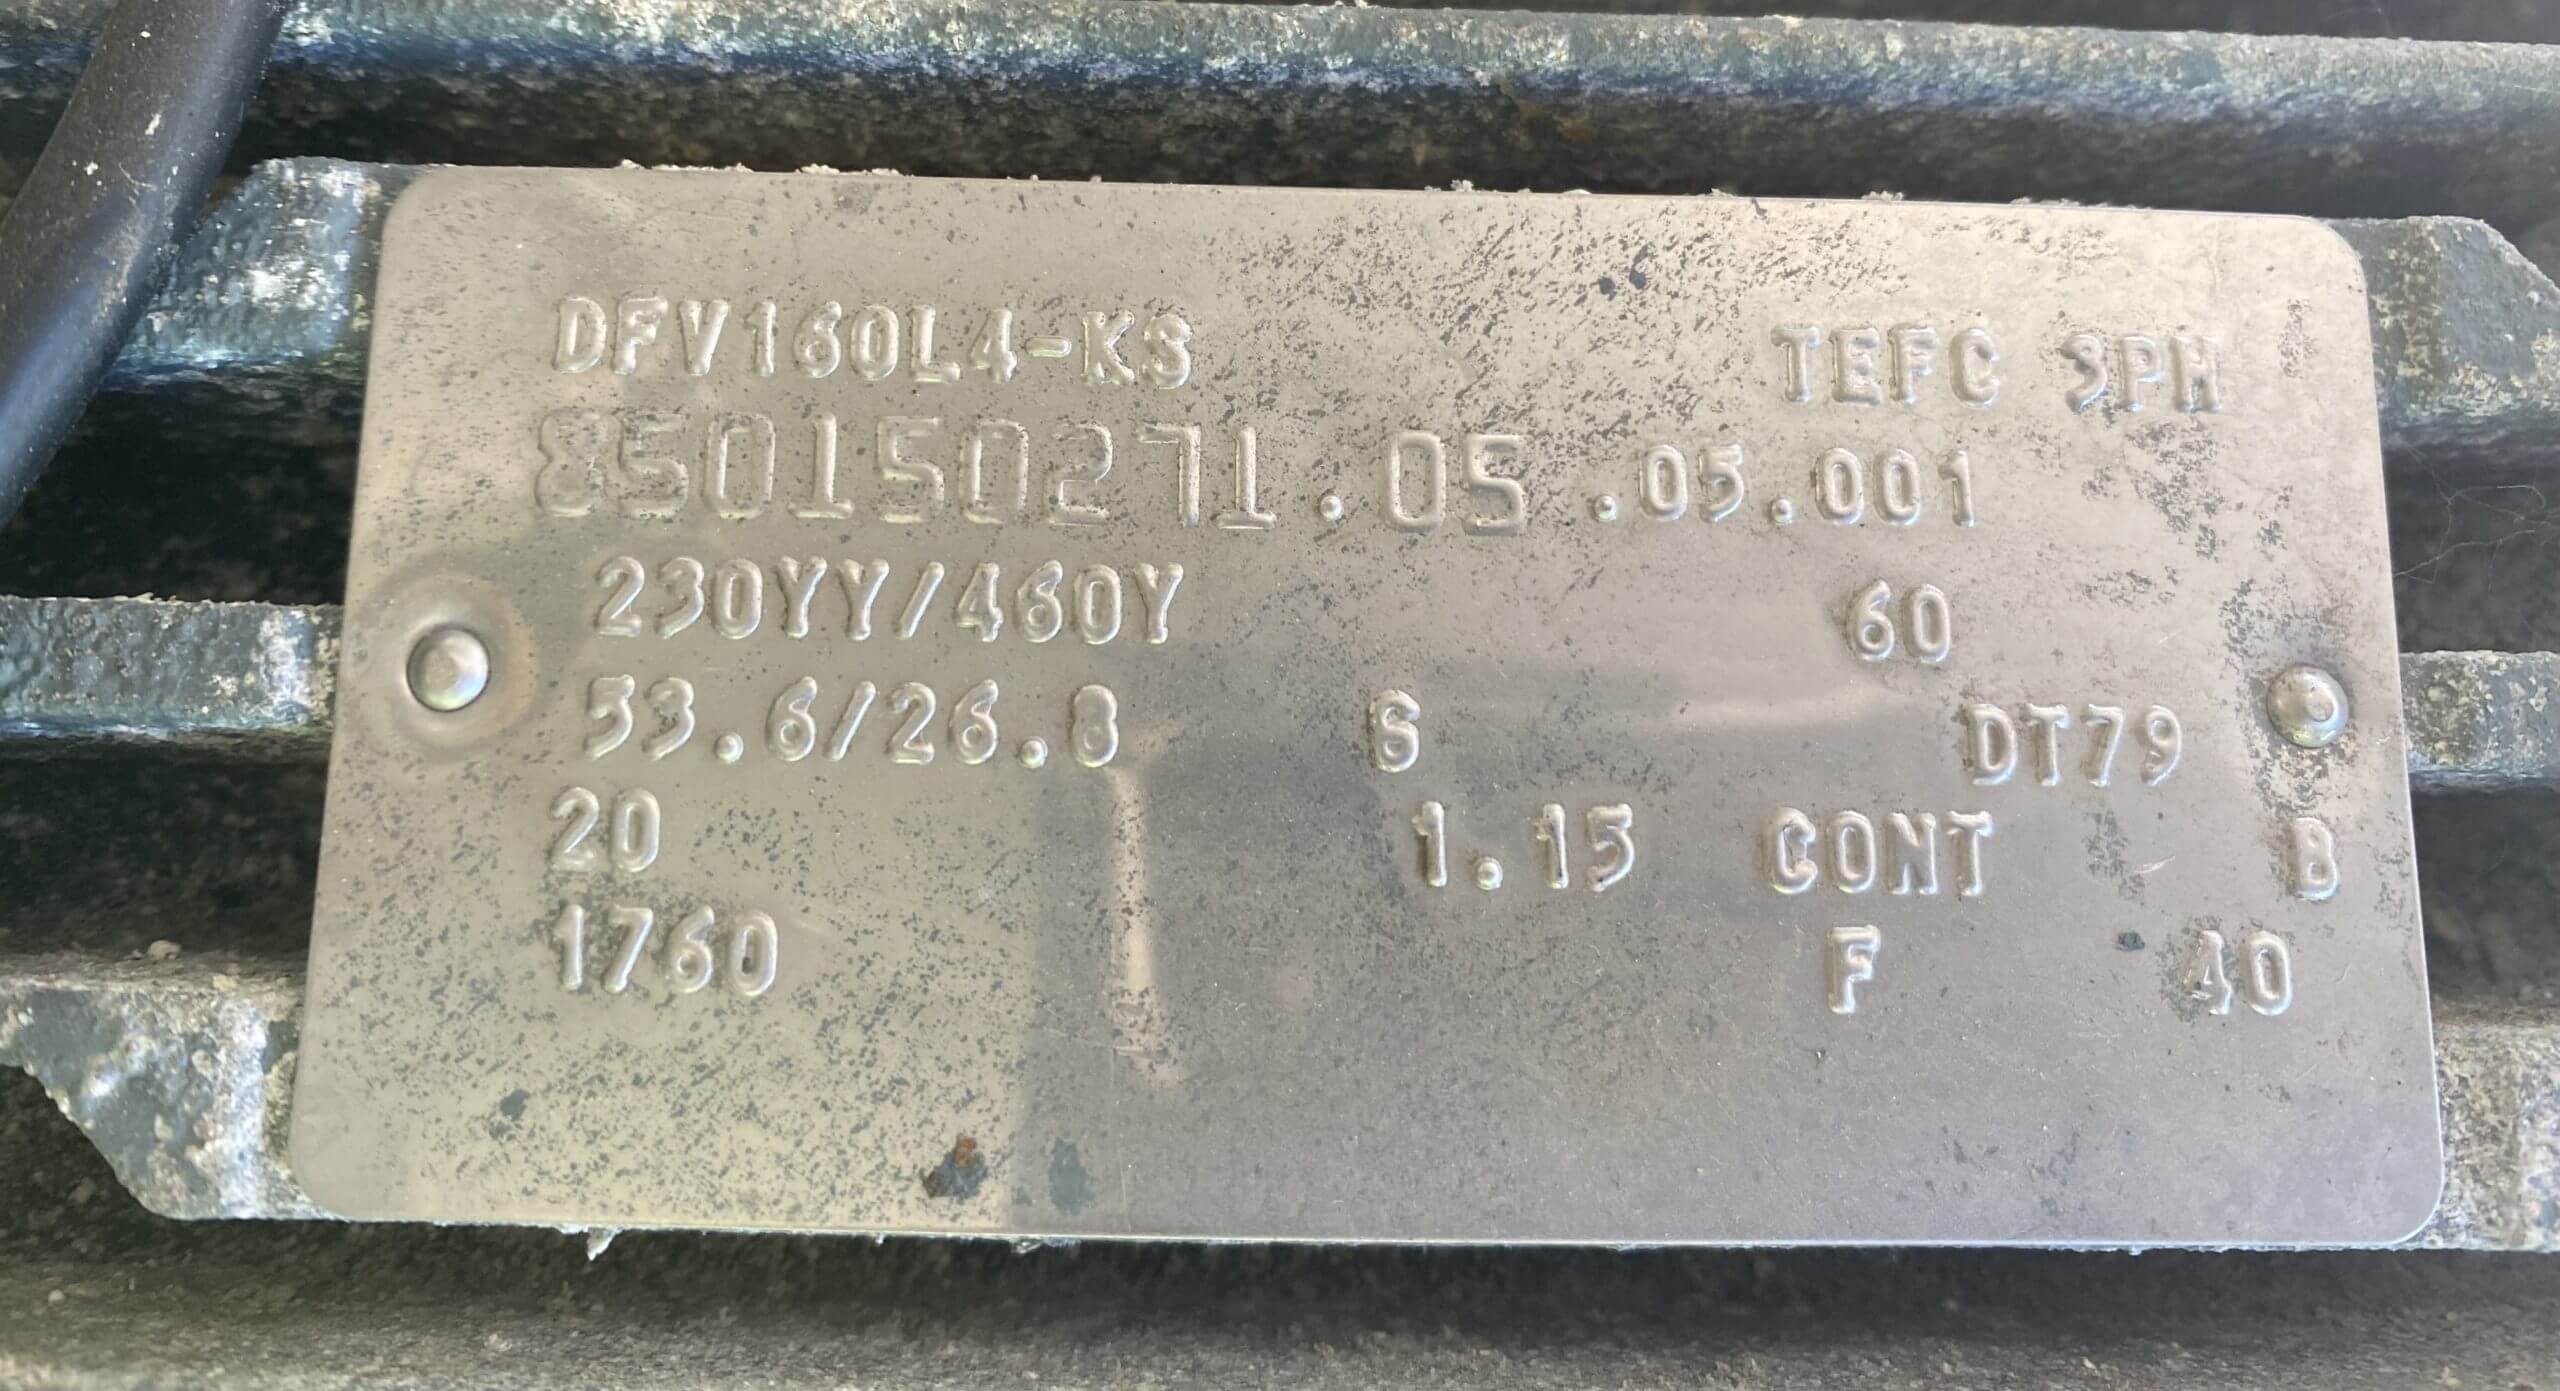 DFV160L4-KS TEFC 3PH
850150271.05.05.001
230YY/460Y 60
53.6/26.8 G DT79
20 1.15 CONT B
1760 F 40